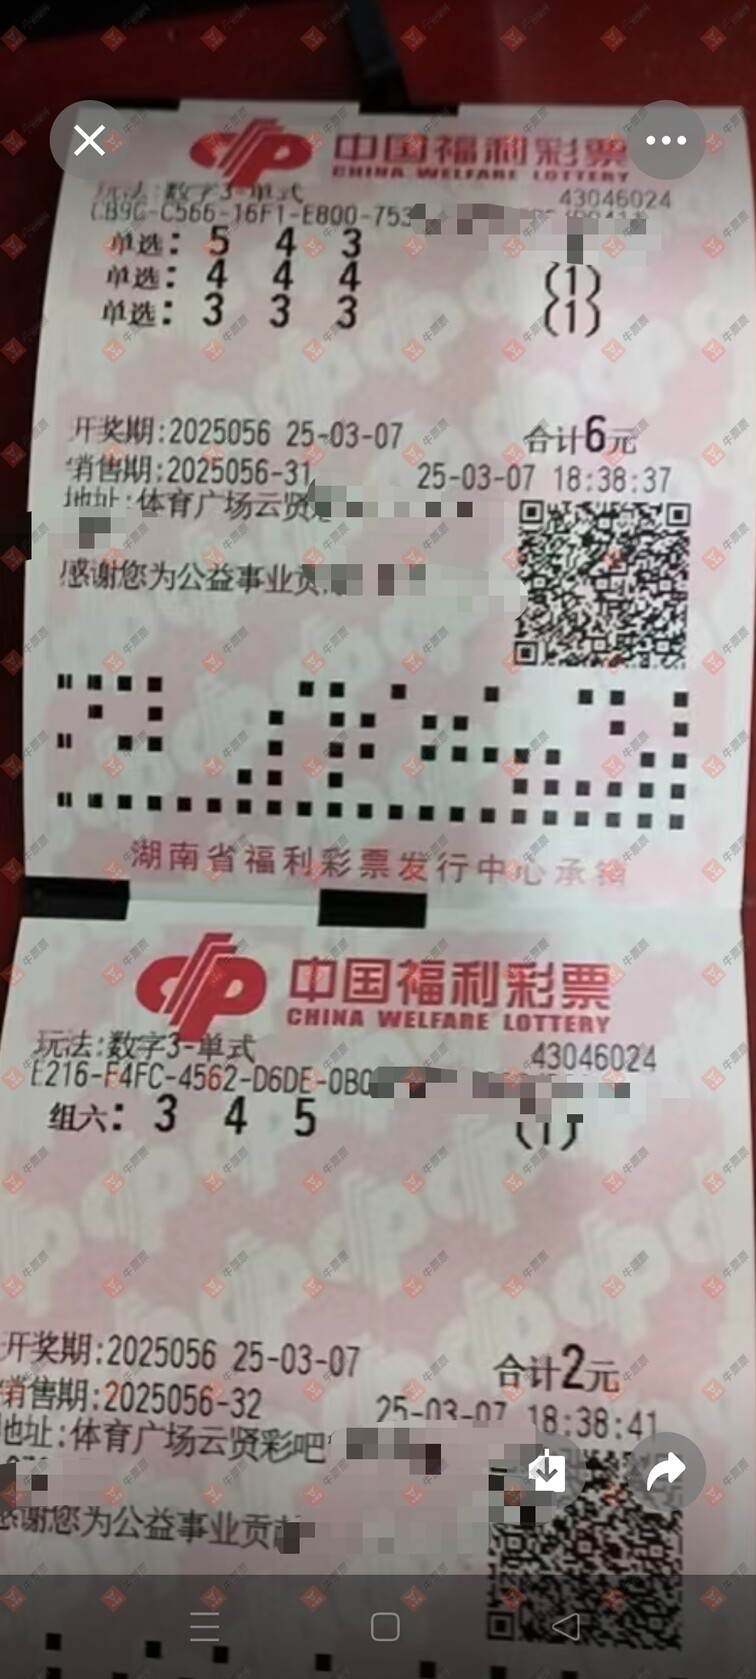 中国福利彩票
CHINA WELFARE LOTTERY
玩法:数字3-单式 43046024
CB9C-C566-16F1-E800-753
单选: 5 4 3
单选: 4 4 4 (1)
单选: 3 3 3 (1)
开奖期:2025056 25-03-07 合计6元
销售期:2025056-31 25-03-07 18:38:37
地址:体育广场云贤
感谢您为公益事业贡
湖南省福利彩票发行中心承销
中国福利彩票
CHINA WELFARE LOTTERY
玩法:数字3-单式 43046024
E216-F4FC-4562-D6DE-0B0
组六: 3 4 5 (1)
开奖期:2025056 25-03-07 合计2元
销售期:2025056-32 25-03-07 18:38:41
地址:体育广场云贤彩吧
感谢您为公益事业贡献
牛票票